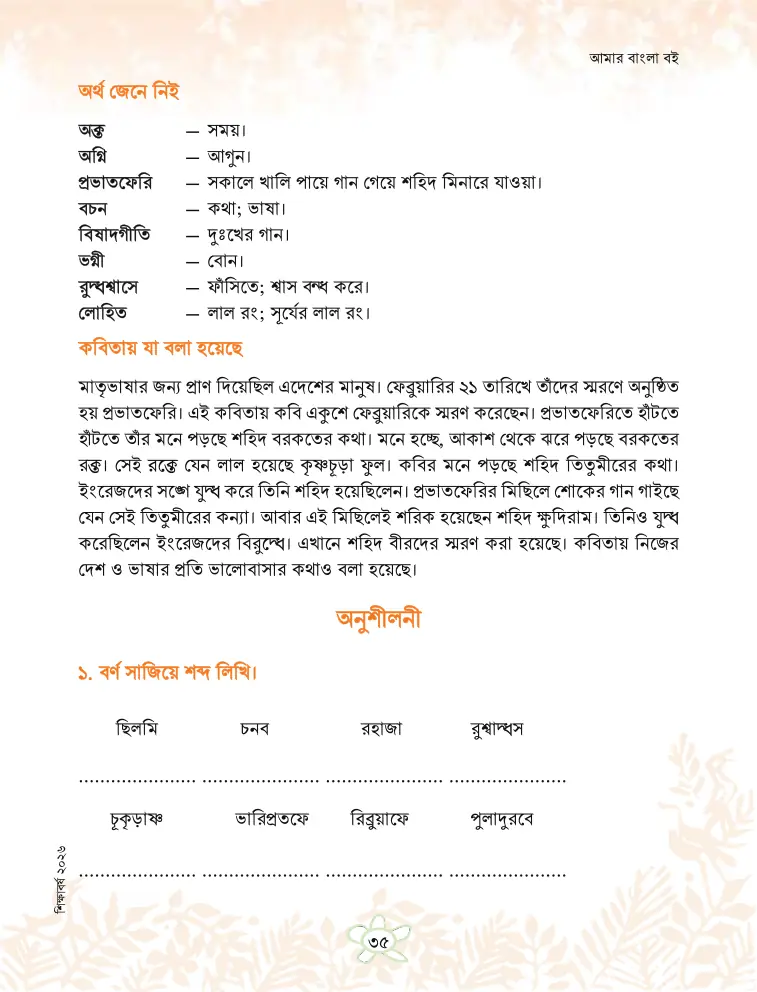 আমার বাংলা বই
অর্থ জেনে নিই
অক্ত — সময়।
অগ্নি — আগুন।
প্রভাতফেরি — সকালে খালি পায়ে গান গেয়ে শহিদ মিনারে যাওয়া।
বচন — কথা; ভাষা।
বিষাদগীতি — দুঃখের গান।
ভগ্নী — বোন।
রুদ্ধশ্বাসে — ফাঁসিতে; শ্বাস বন্ধ করে।
লোহিত — লাল রং; সূর্যের লাল রং।
কবিতায় যা বলা হয়েছে
মাতৃভাষার জন্য প্রাণ দিয়েছিল এদেশের মানুষ। ফেব্রুয়ারির ২১ তারিখে তাঁদের স্মরণে অনুষ্ঠিত
হয় প্রভাতফেরি। এই কবিতায় কবি একুশে ফেব্রুয়ারিকে স্মরণ করেছেন। প্রভাতফেরিতে হাঁটতে
হাঁটতে তাঁর মনে পড়ছে শহিদ বরকতের কথা। মনে হচ্ছে, আকাশ থেকে ঝরে পড়ছে বরকতের
রক্ত। সেই রক্তে যেন লাল হয়েছে কৃষ্ণচূড়া ফুল। কবির মনে পড়ছে শহিদ তিতুমীরের কথা।
ইংরেজদের সঙ্গে যুদ্ধ করে তিনি শহিদ হয়েছিলেন। প্রভাতফেরির মিছিলে শোকের গান গাইছে
যেন সেই তিতুমীরের কন্যা। আবার এই মিছিলেই শরিক হয়েছেন শহিদ ক্ষুদিরাম। তিনিও যুদ্ধ
করেছিলেন ইংরেজদের বিরুদ্ধে। এখানে শহিদ বীরদের স্মরণ করা হয়েছে। কবিতায় নিজের
দেশ ও ভাষার প্রতি ভালোবাসার কথাও বলা হয়েছে।
অনুশীলনী
১. বর্ণ সাজিয়ে শব্দ লিখি।
ছিলমি চনব রহাজা রুশ্বাদ্ধস
...................... ...................... ...................... ......................
চূকৃড়াষ্ণ ভারিপ্রতফে রিব্রুয়াফে পুলাদুরবে
...................... ...................... ...................... ......................
শিক্ষাবর্ষ ২০২৬
৩৫